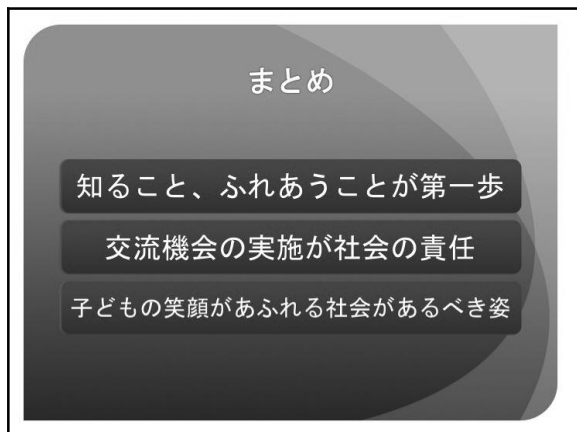 まとめ
知ること、ふれあうことが第一歩
交流機会の実施が社会の責任
子どもの笑顔があふれる社会があるべき姿